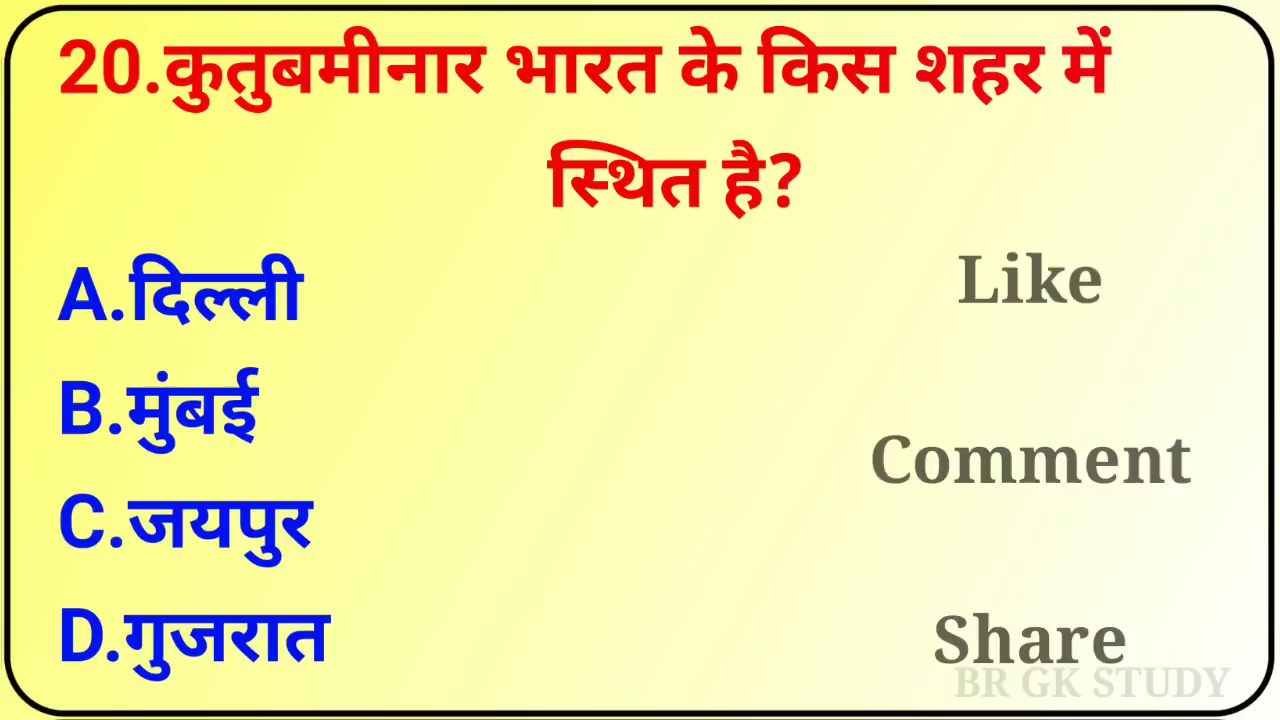 20.कुतुबमीनार भारत के किस शहर में
स्थित है?
A.दिल्ली
B.मुंबई
C.जयपुर
D.गुजरात
Like
Comment
Share
BR GK STUDY